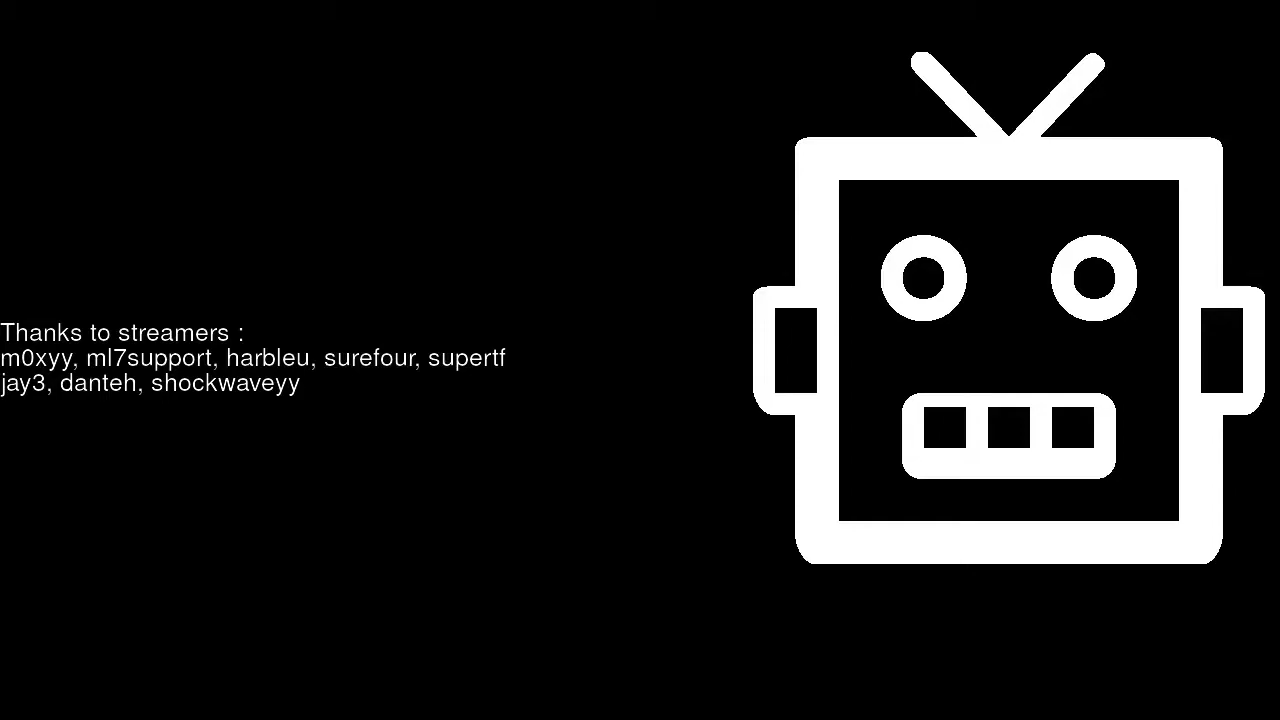 Thanks to streamers :
m0xyy, ml7support, harbleu, surefour, supertf
jay3, danteh, shockwaveyy